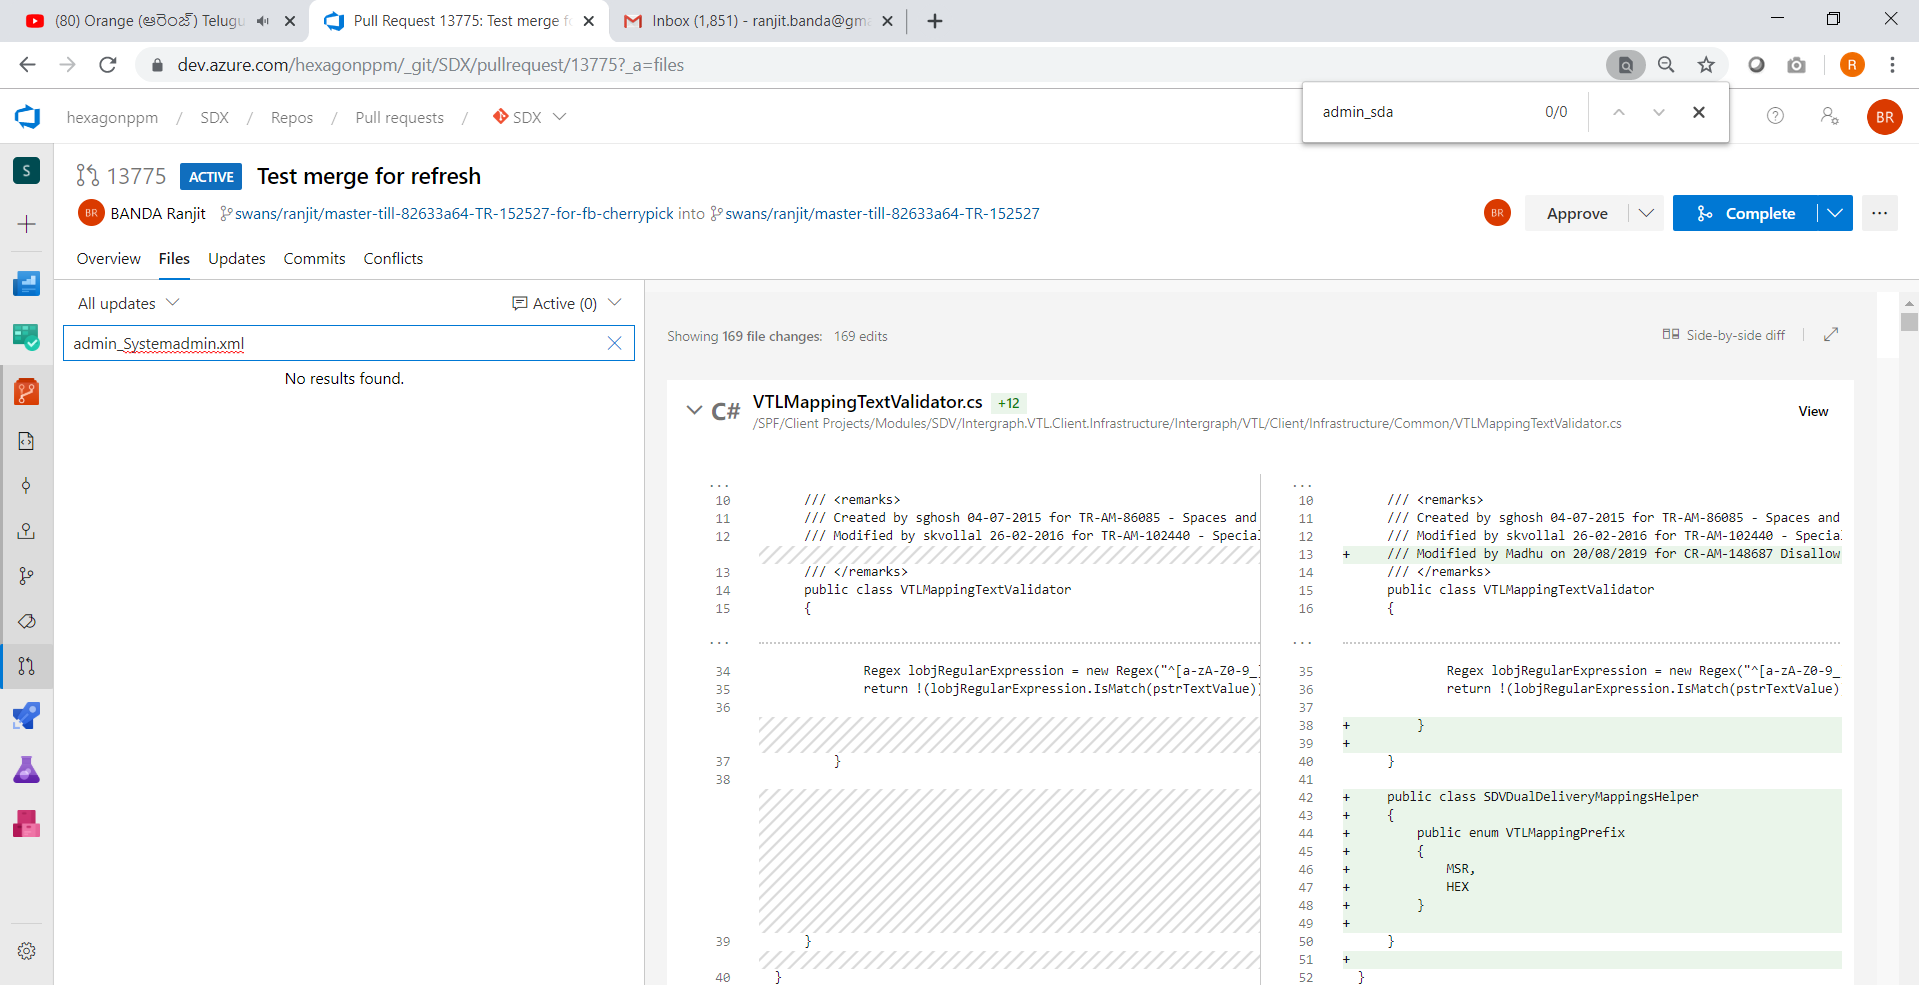 (80) Orange (ఆరెంజ్) Telugu
Pull Request 13775: Test merge f
Inbox (1,851) - ranjit.banda@gma
dev.azure.com/hexagonppm/_git/SDX/pullrequest/13775?_a=files
R
admin_sda 0/0
hexagonppm / SDX / Repos / Pull requests / SDX
BR
S
13775 ACTIVE Test merge for refresh
BR BANDA Ranjit swans/ranjit/master-till-82633a64-TR-152527-for-fb-cherrypick into swans/ranjit/master-till-82633a64-TR-152527
BR Approve Complete ...
Overview Files Updates Commits Conflicts
All updates Active (0)
admin_Systemadmin.xml
No results found.
Showing 169 file changes: 169 edits
Side-by-side diff
C# VTLMappingTextValidator.cs +12
/SPF/Client Projects/Modules/SDV/Intergraph.VTL.Client.Infrastructure/Intergraph/VTL/Client/Infrastructure/Common/VTLMappingTextValidator.cs
View
...
10 /// <remarks>
11 /// Created by sghosh 04-07-2015 for TR-AM-86085 - Spaces and
12 /// Modified by skvollal 26-02-2016 for TR-AM-102440 - Special
13 /// </remarks>
14 public class VTLMappingTextValidator
15 {
...
34 Regex lobjRegularExpression = new Regex("^[a-zA-Z0-9_]
35 return !(lobjRegularExpression.IsMatch(pstrTextValue))
36
37 }
38
39 }
40 }
...
10 /// <remarks>
11 /// Created by sghosh 04-07-2015 for TR-AM-86085 - Spaces and
12 /// Modified by skvollal 26-02-2016 for TR-AM-102440 - Special
13 + /// Modified by Madhu on 20/08/2019 for CR-AM-148687 Disallow
14 /// </remarks>
15 public class VTLMappingTextValidator
16 {
...
35 Regex lobjRegularExpression = new Regex("^[a-zA-Z0-9_
36 return !(lobjRegularExpression.IsMatch(pstrTextValue)
37
38 + }
39 +
40 }
41
42 + public class SDVDualDeliveryMappingsHelper
43 + {
44 + public enum VTLMappingPrefix
45 + {
46 + MSR,
47 + HEX
48 + }
49 +
50 }
51 +
52 }